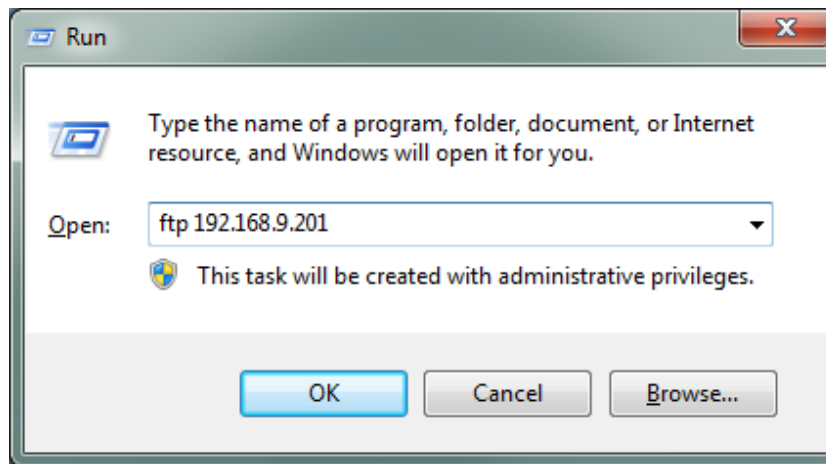 Run
Type the name of a program, folder, document, or Internet
resource, and Windows will open it for you.
Open: ftp 192.168.9.201
This task will be created with administrative privileges.
OK Cancel Browse...